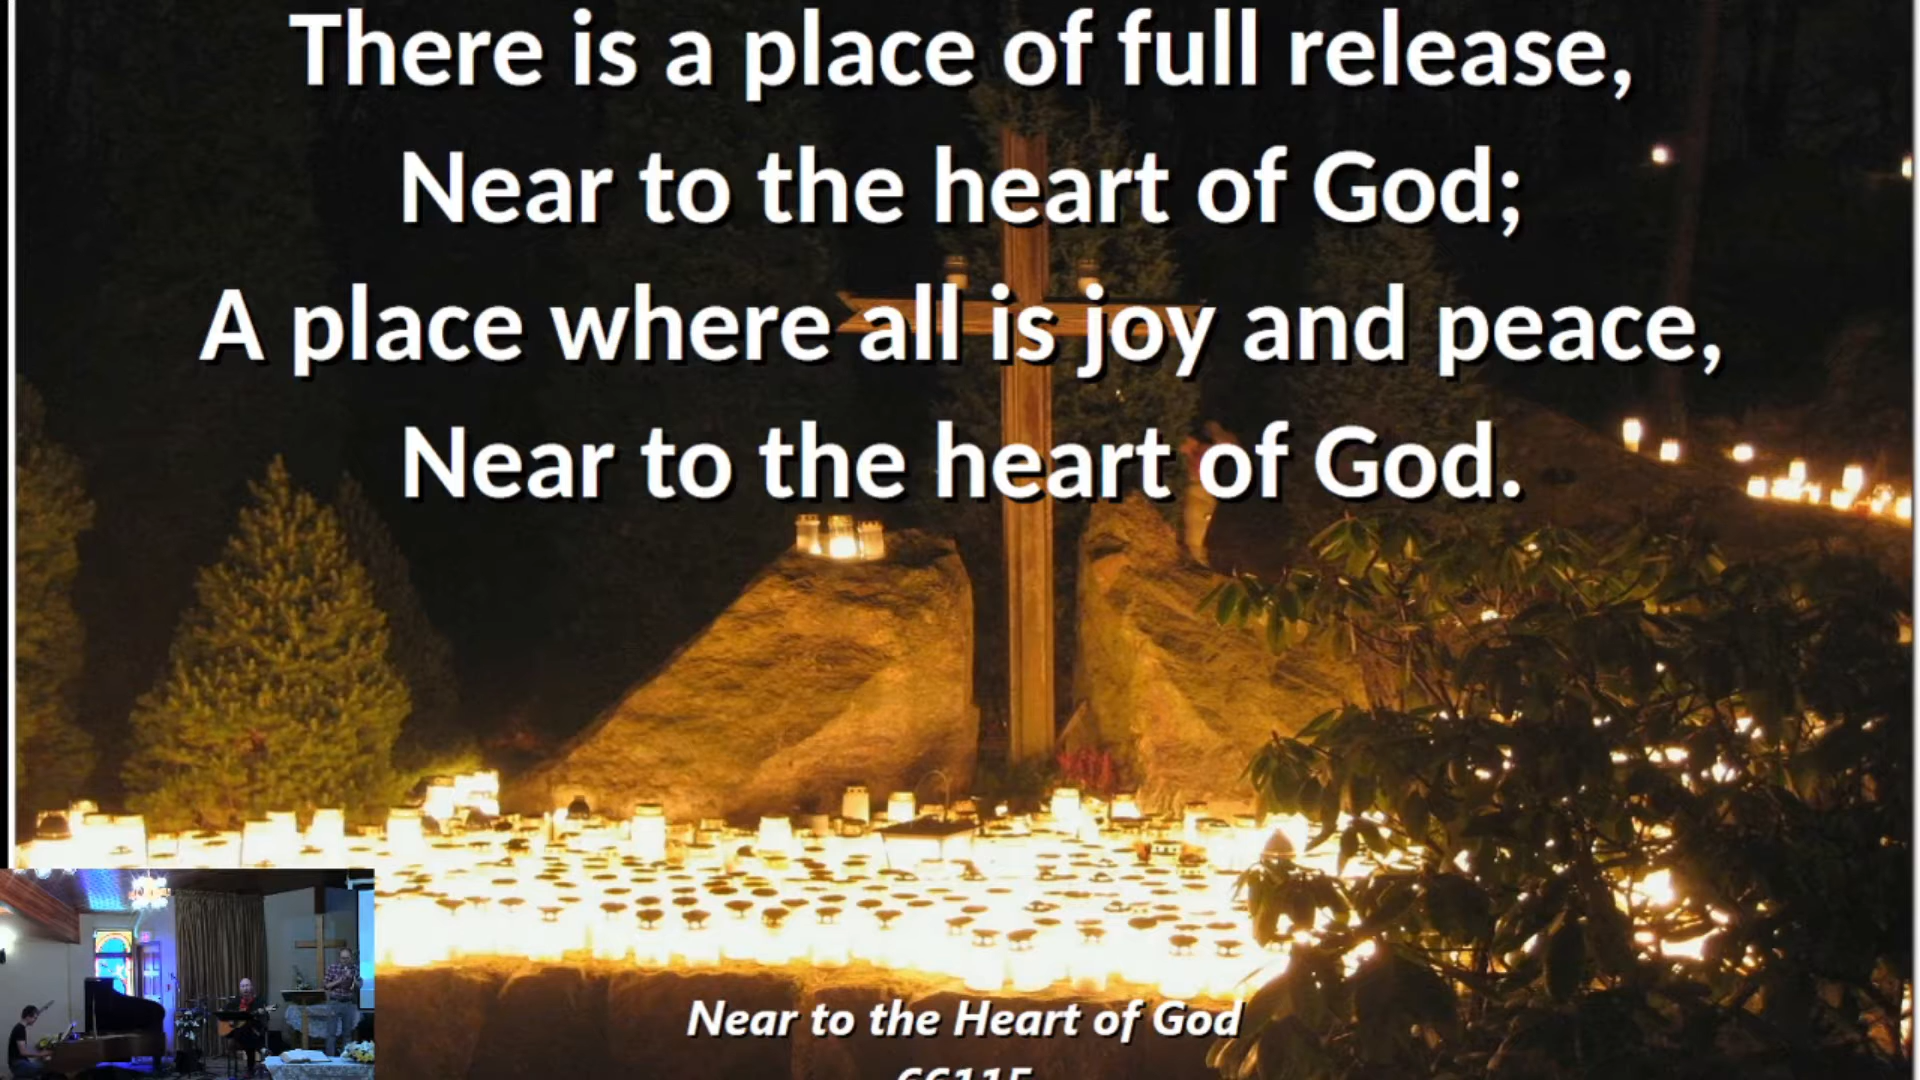 There is a place of full release,
Near to the heart of God;
A place where all is joy and peace,
Near to the heart of God.
Near to the Heart of God